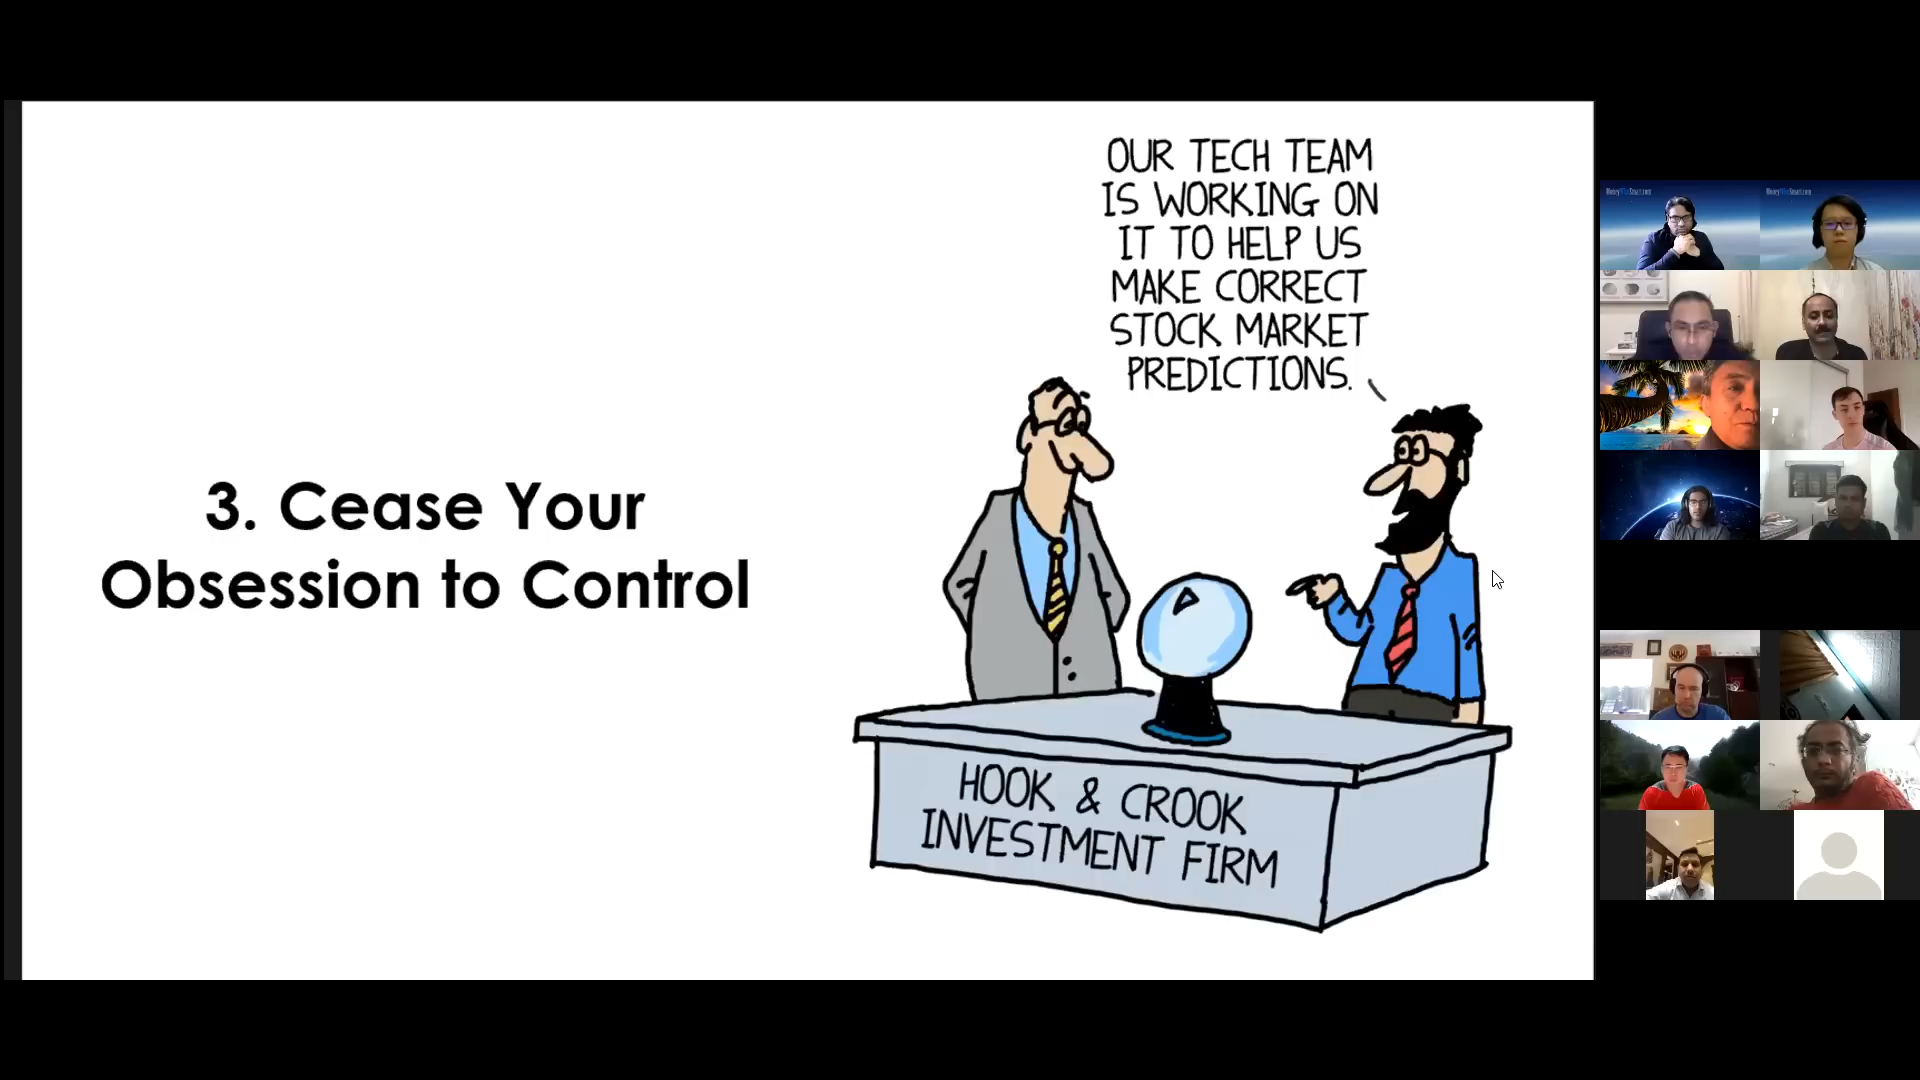 3. Cease Your
Obsession to Control
OUR TECH TEAM
IS WORKING ON
IT TO HELP US
MAKE CORRECT
STOCK MARKET
PREDICTIONS.
HOOK & CROOK
INVESTMENT FIRM